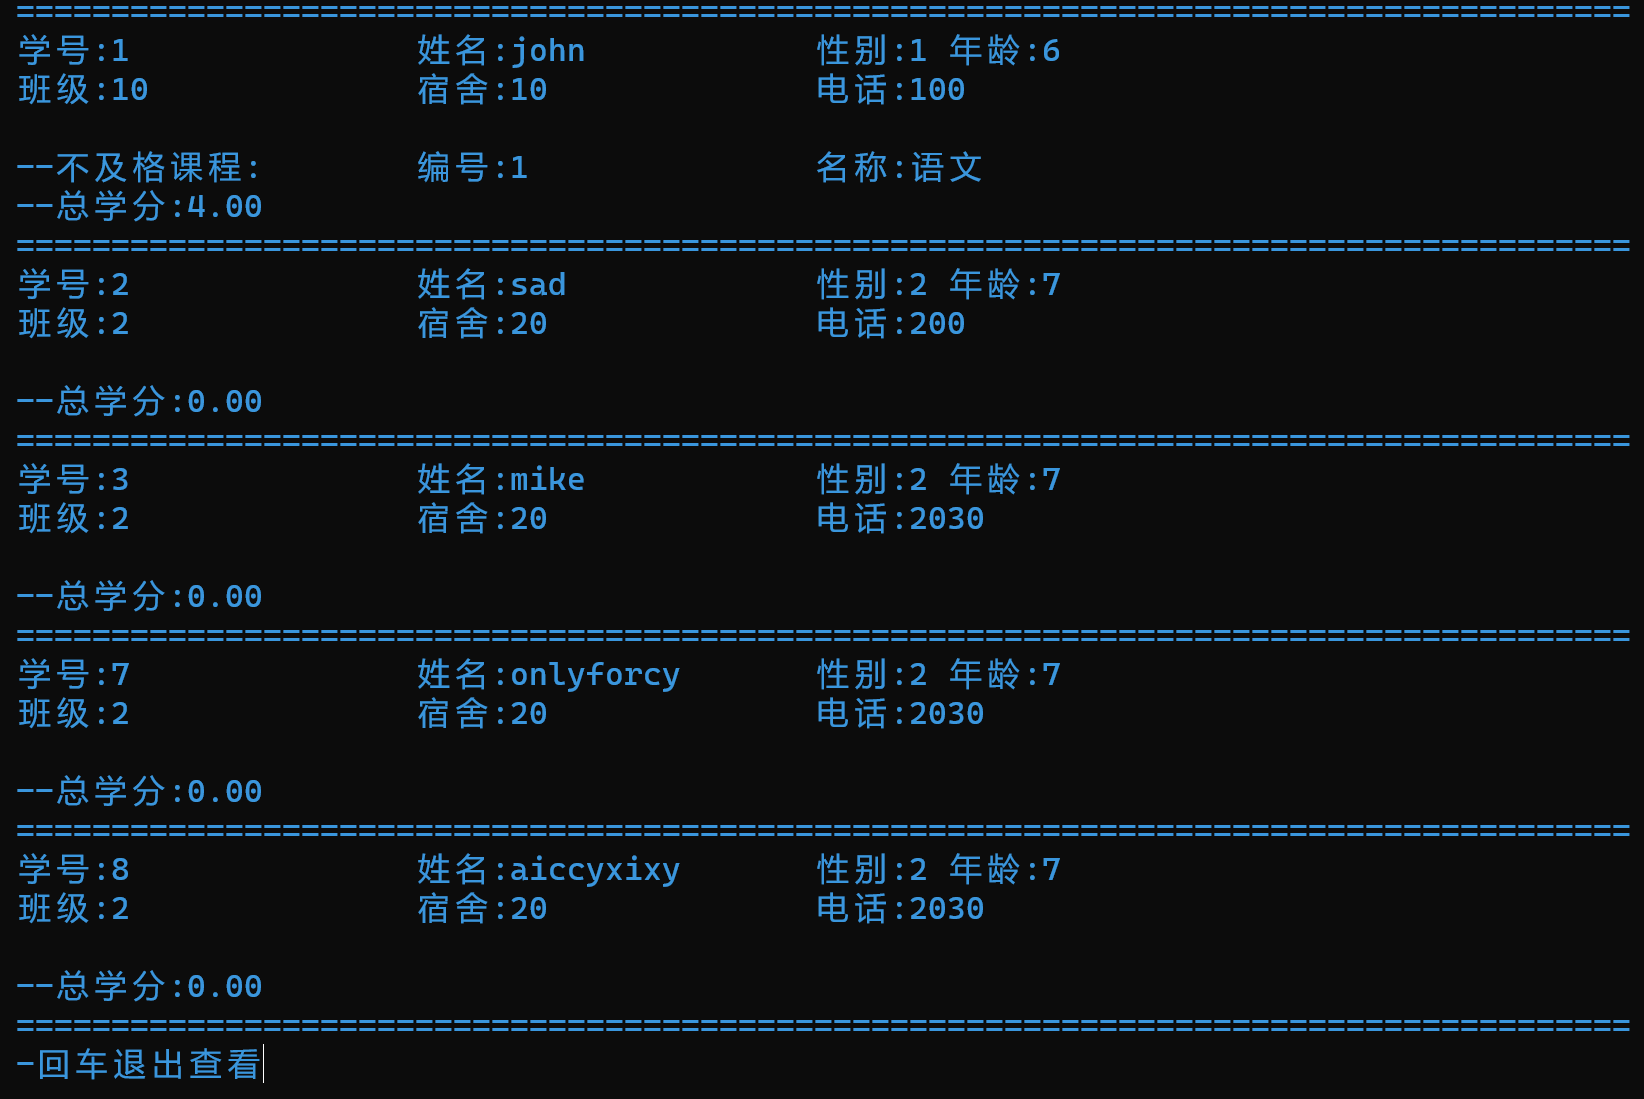 =====================================================================================
学号:1 姓名:john 性别:1 年龄:6
班级:10 宿舍:10 电话:100
--不及格课程: 编号:1 名称:语文
--总学分:4.00
=====================================================================================
学号:2 姓名:sad 性别:2 年龄:7
班级:2 宿舍:20 电话:200
--总学分:0.00
=====================================================================================
学号:3 姓名:mike 性别:2 年龄:7
班级:2 宿舍:20 电话:2030
--总学分:0.00
=====================================================================================
学号:7 姓名:onlyforcy 性别:2 年龄:7
班级:2 宿舍:20 电话:2030
--总学分:0.00
=====================================================================================
学号:8 姓名:aiccyxixy 性别:2 年龄:7
班级:2 宿舍:20 电话:2030
--总学分:0.00
=====================================================================================
-回车退出查看